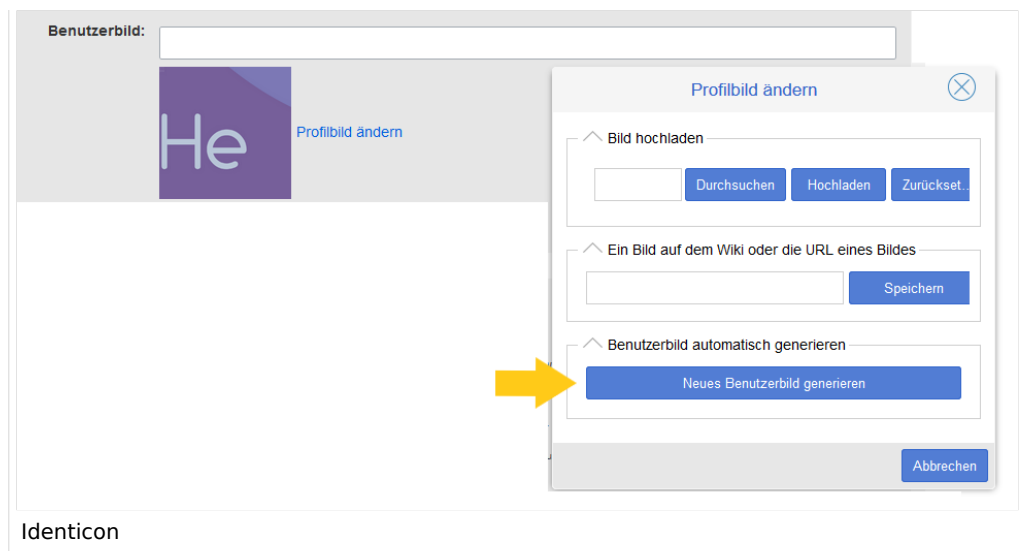 Benutzerbild:
He
Profilbild ändern
Profilbild ändern
Bild hochladen
Durchsuchen
Hochladen
Zurückset..
Ein Bild auf dem Wiki oder die URL eines Bildes
Speichern
Benutzerbild automatisch generieren
Neues Benutzerbild generieren
Abbrechen
Identicon